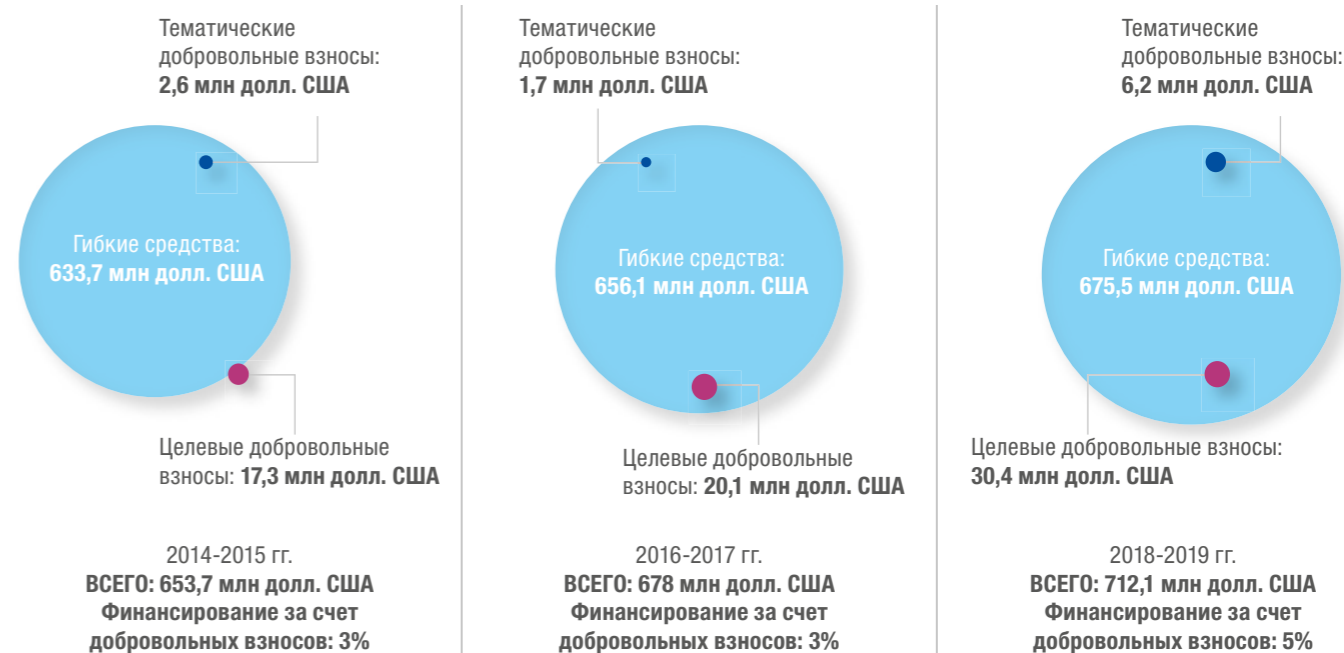 Тематические
добровольные взносы:
2,6 млн долл. США
Гибкие средства:
633,7 млн долл. США
Целевые добровольные
взносы: 17,3 млн долл. США
2014-2015 гг.
ВСЕГО: 653,7 млн долл. США
Финансирование за счет
добровольных взносов: 3%
Тематические
добровольные взносы:
1,7 млн долл. США
Гибкие средства:
656,1 млн долл. США
Целевые добровольные
взносы: 20,1 млн долл. США
2016-2017 гг.
ВСЕГО: 678 млн долл. США
Финансирование за счет
добровольных взносов: 3%
Тематические
добровольные взносы:
6,2 млн долл. США
Гибкие средства:
675,5 млн долл. США
Целевые добровольные взносы:
30,4 млн долл. США
2018-2019 гг.
ВСЕГО: 712,1 млн долл. США
Финансирование за счет
добровольных взносов: 5%